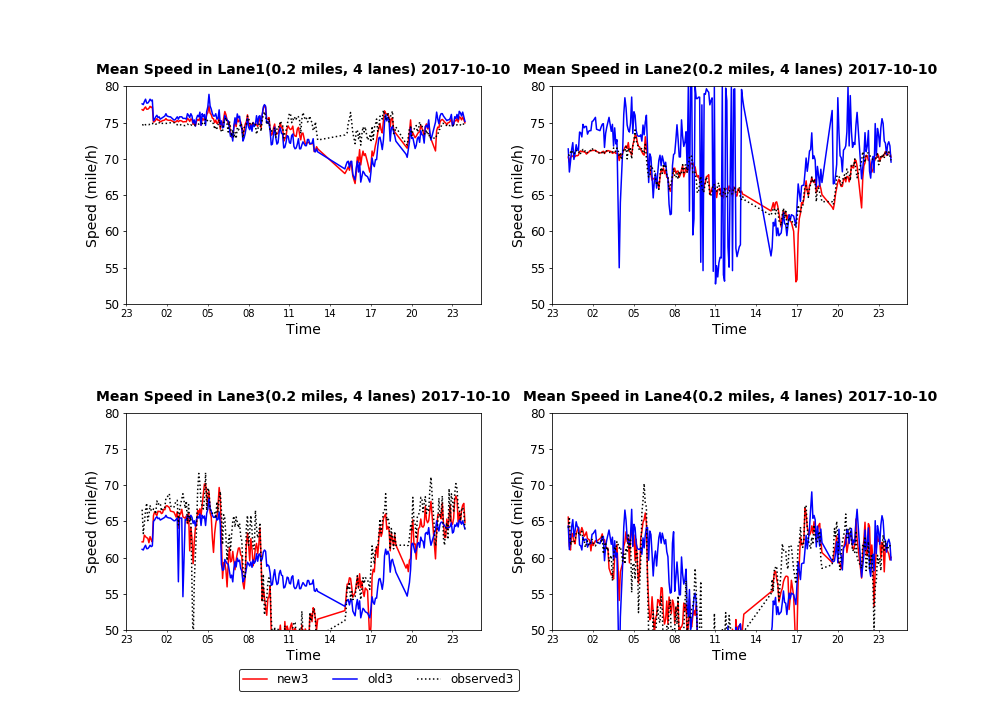 Mean Speed in Lane1(0.2 miles, 4 lanes) 2017-10-10
80
75
70
65
60
55
50
Speed (mile/h)
23 02 05 08 11 14 17 20 23
Time
Mean Speed in Lane2(0.2 miles, 4 lanes) 2017-10-10
80
75
70
65
60
55
50
Speed (mile/h)
23 02 05 08 11 14 17 20 23
Time
Mean Speed in Lane3(0.2 miles, 4 lanes) 2017-10-10
80
75
70
65
60
55
50
Speed (mile/h)
23 02 05 08 11 14 17 20 23
Time
Mean Speed in Lane4(0.2 miles, 4 lanes) 2017-10-10
80
75
70
65
60
55
50
Speed (mile/h)
23 02 05 08 11 14 17 20 23
Time
new3 old3 observed3